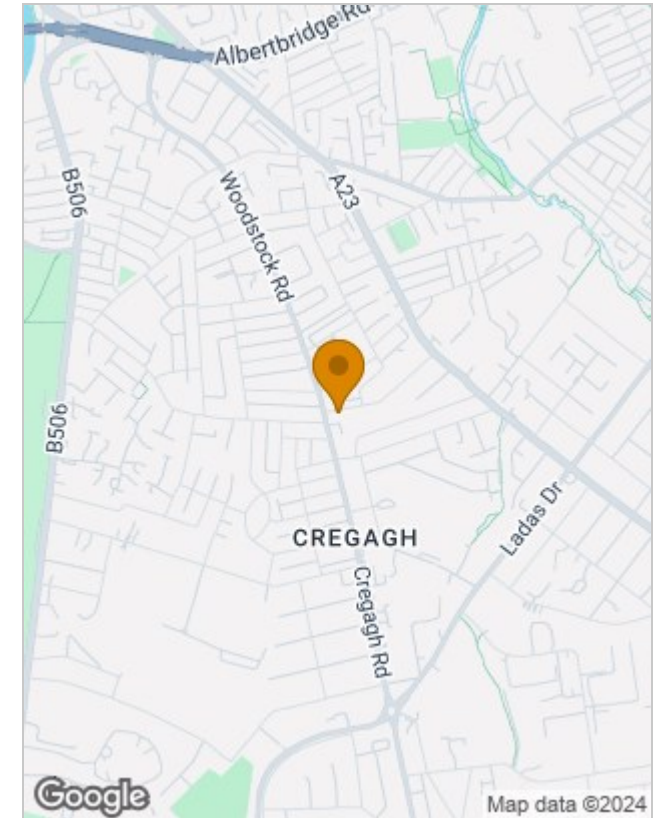 Albertbridge Rd
A23
B506
Woodstock Rd
B506
Ladas Dr
CREGAGH
Cregagh Rd
Google
Map data ©2024